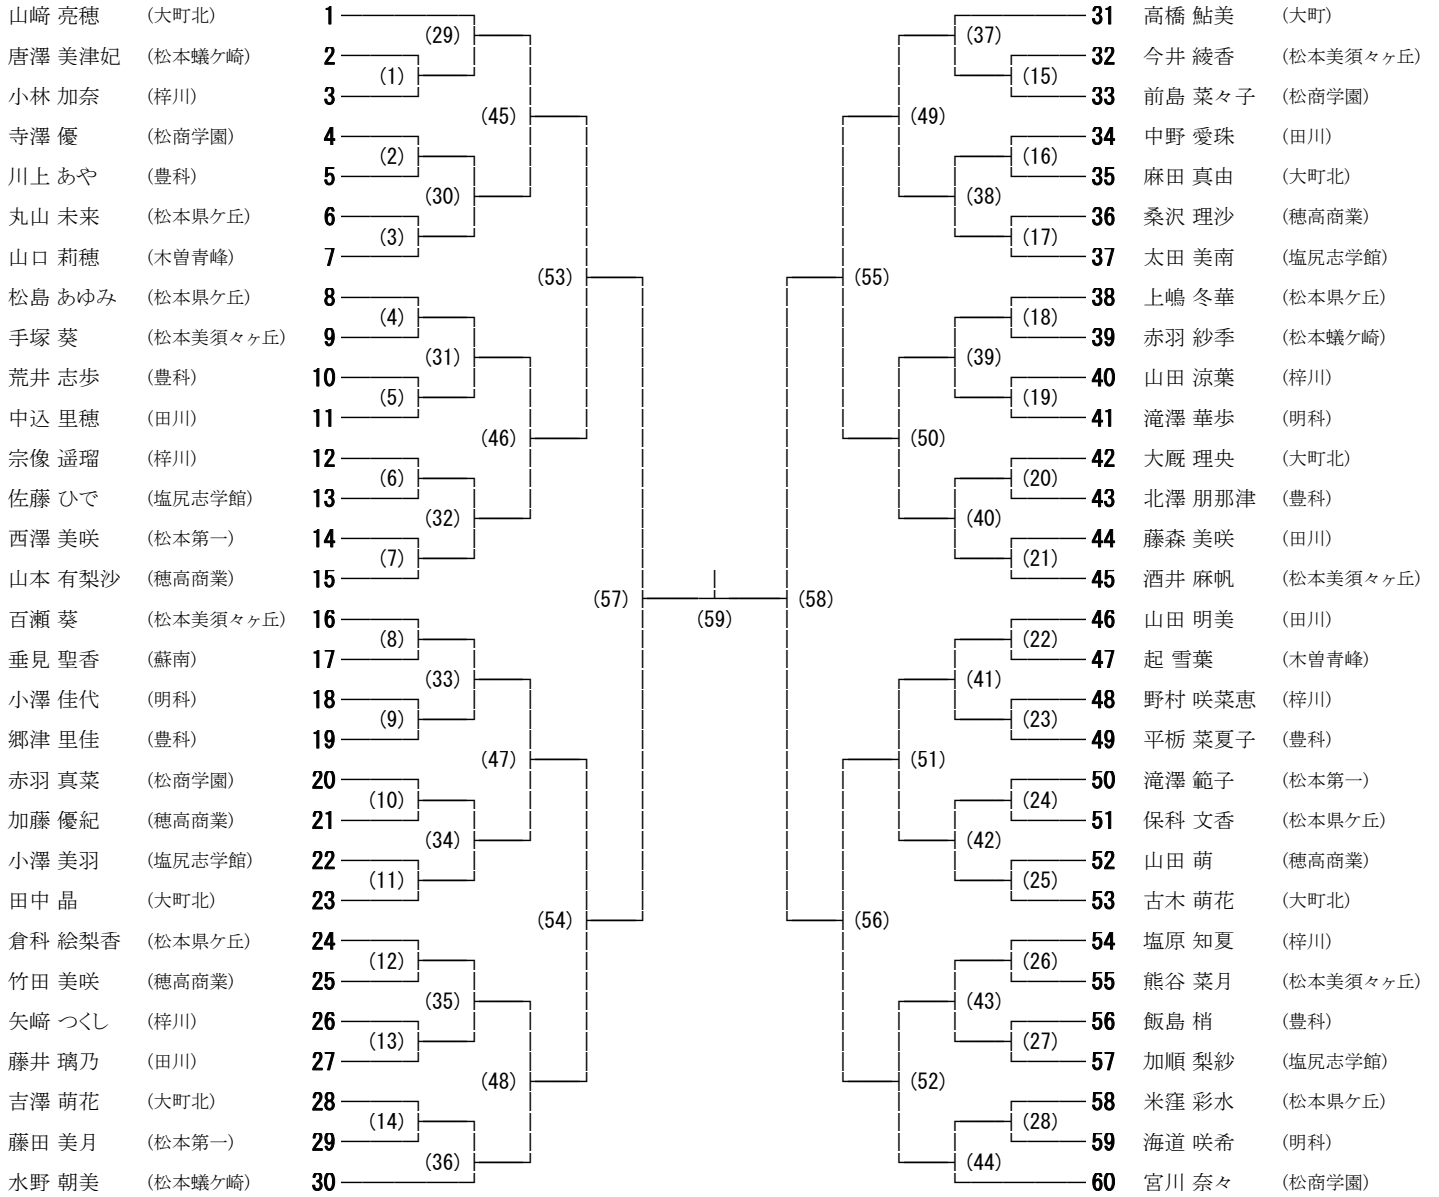 山﨑 亮穂 (大町北) 1
唐澤 美津妃 (松本蟻ケ崎) 2
小林 加奈 (梓川) 3
寺澤 優 (松商学園) 4
川上 あや (豊科) 5
丸山 未来 (松本県ケ丘) 6
山口 莉穂 (木曽青峰) 7
松島 あゆみ (松本県ケ丘) 8
手塚 葵 (松本美須々ヶ丘) 9
荒井 志歩 (豊科) 10
中込 里穂 (田川) 11
宗像 遥瑠 (梓川) 12
佐藤 ひで (塩尻志学館) 13
西澤 美咲 (松本第一) 14
山本 有梨沙 (穂高商業) 15
百瀬 葵 (松本美須々ヶ丘) 16
垂見 聖香 (蘇南) 17
小澤 佳代 (明科) 18
郷津 里佳 (豊科) 19
赤羽 真菜 (松商学園) 20
加藤 優紀 (穂高商業) 21
小澤 美羽 (塩尻志学館) 22
田中 晶 (大町北) 23
倉科 絵梨香 (松本県ケ丘) 24
竹田 美咲 (穂高商業) 25
矢﨑 つくし (梓川) 26
藤井 璃乃 (田川) 27
吉澤 萌花 (大町北) 28
藤田 美月 (松本第一) 29
水野 朝美 (松本蟻ケ崎) 30
(1)
(2)
(3)
(4)
(5)
(6)
(7)
(8)
(9)
(10)
(11)
(12)
(13)
(14)
(29)
(30)
(31)
(32)
(33)
(34)
(35)
(36)
(45)
(46)
(47)
(48)
(53)
(54)
(57)
(59)
(58)
(55)
(56)
(49)
(50)
(51)
(52)
(37)
(38)
(39)
(40)
(41)
(42)
(43)
(44)
(15)
(16)
(17)
(18)
(19)
(20)
(21)
(22)
(23)
(24)
(25)
(26)
(27)
(28)
31 高橋 鮎美 (大町)
32 今井 綾香 (松本美須々ヶ丘)
33 前島 菜々子 (松商学園)
34 中野 愛珠 (田川)
35 麻田 真由 (大町北)
36 桑沢 理沙 (穂高商業)
37 太田 美南 (塩尻志学館)
38 上嶋 冬華 (松本県ケ丘)
39 赤羽 紗季 (松本蟻ケ崎)
40 山田 涼葉 (梓川)
41 滝澤 華歩 (明科)
42 大厩 理央 (大町北)
43 北澤 朋那津 (豊科)
44 藤森 美咲 (田川)
45 酒井 麻帆 (松本美須々ヶ丘)
46 山田 明美 (田川)
47 起 雪葉 (木曽青峰)
48 野村 咲菜恵 (梓川)
49 平栃 菜夏子 (豊科)
50 滝澤 範子 (松本第一)
51 保科 文香 (松本県ケ丘)
52 山田 萌 (穂高商業)
53 古木 萌花 (大町北)
54 塩原 知夏 (梓川)
55 熊谷 菜月 (松本美須々ヶ丘)
56 飯島 梢 (豊科)
57 加順 梨紗 (塩尻志学館)
58 米窪 彩水 (松本県ケ丘)
59 海道 咲希 (明科)
60 宮川 奈々 (松商学園)